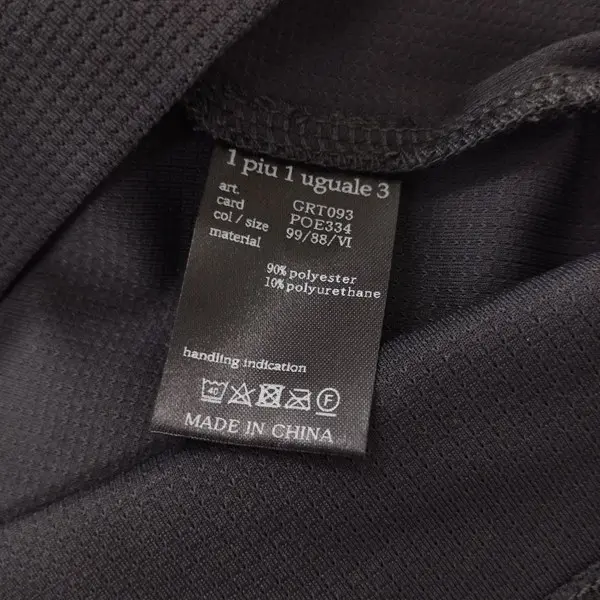 1 piu 1 uguale 3
art. GRT093
card POE334
col / size 99/88/VI
material
90% polyester
10% polyurethane
handling indication
40 F
MADE IN CHINA